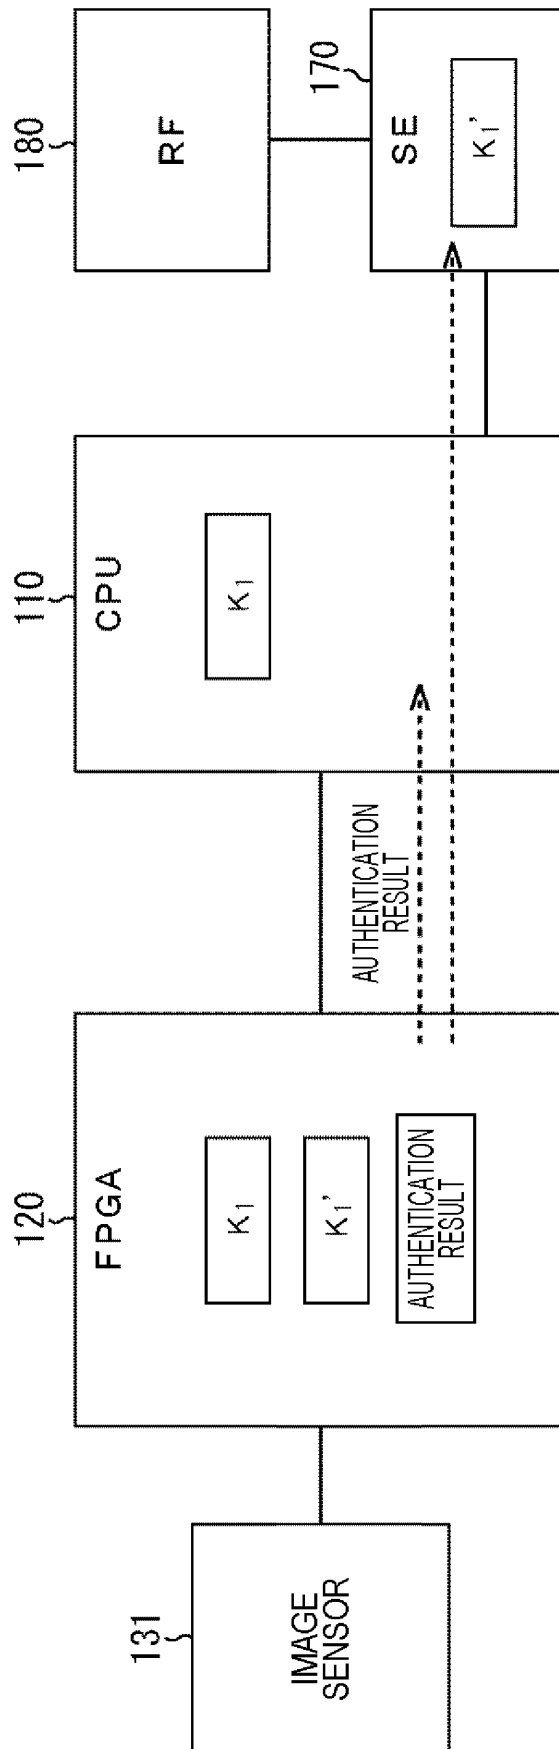 131
IMAGE
SENSOR
120
FPGA
K₁
K₁’
AUTHENTICATION
RESULT
AUTHENTICATION
RESULT
110
CPU
K₁
180
RF
170
SE
K₁’